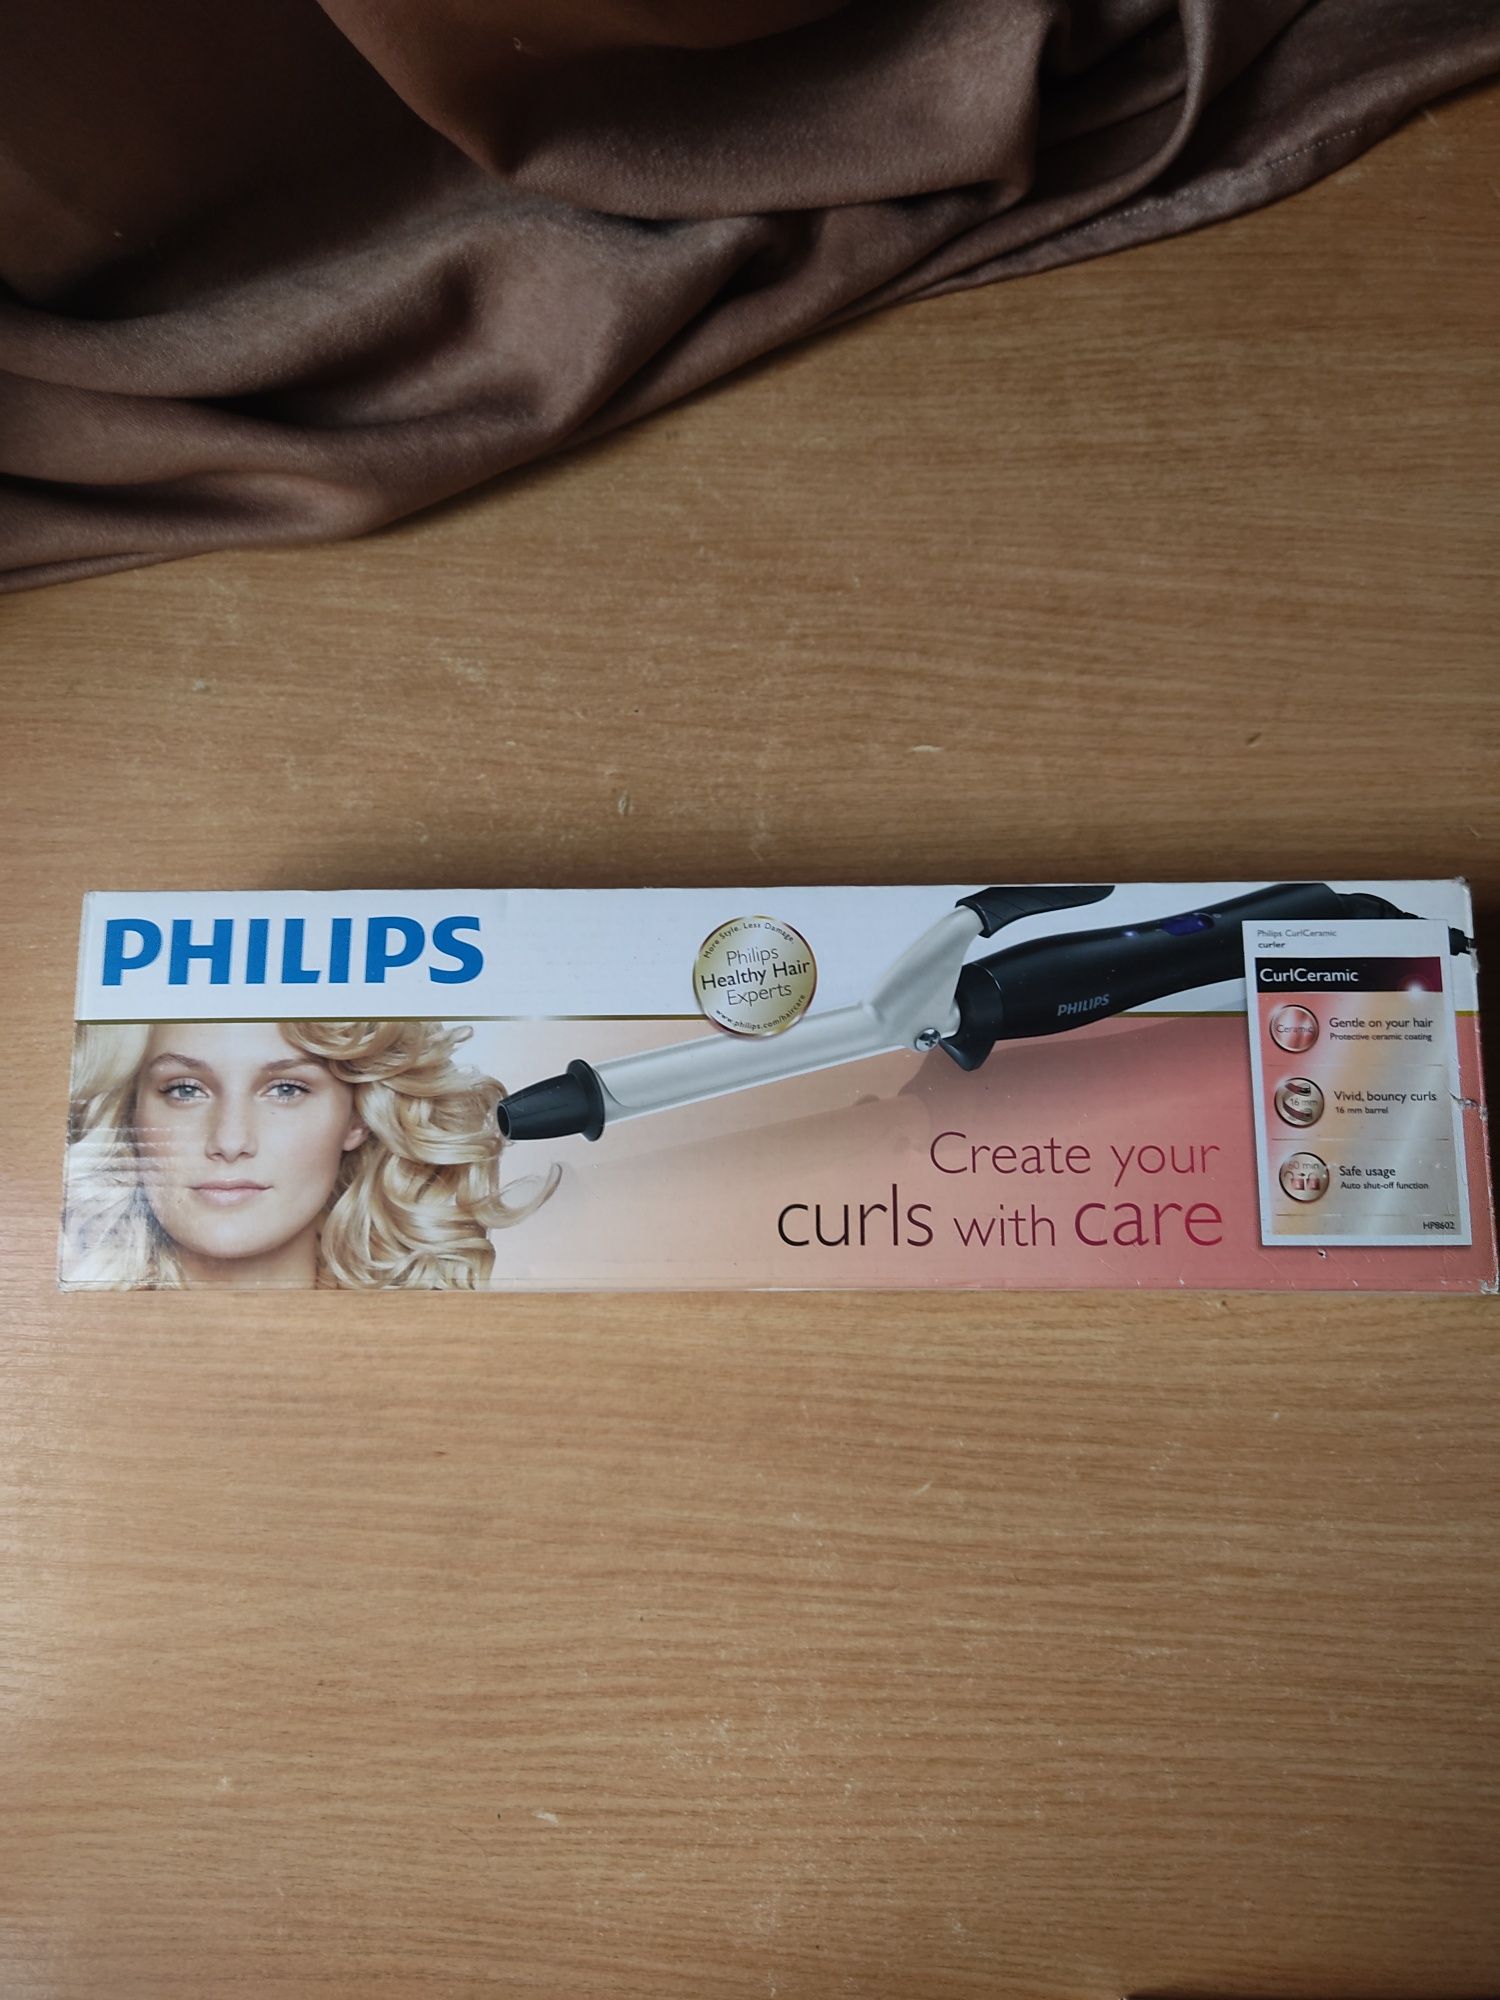 PHILIPS
More Style. Less Damage.
Philips
Healthy Hair
Experts
www.philips.com/haircare
PHILIPS
Create your
curls with care
Philips CurlCeramic
curler
CurlCeramic
Ceramic
Gentle on your hair
Protective ceramic coating
16 mm
Vivid, bouncy curls
16 mm barrel
60 min
Safe usage
Auto shut-off function
HP8602